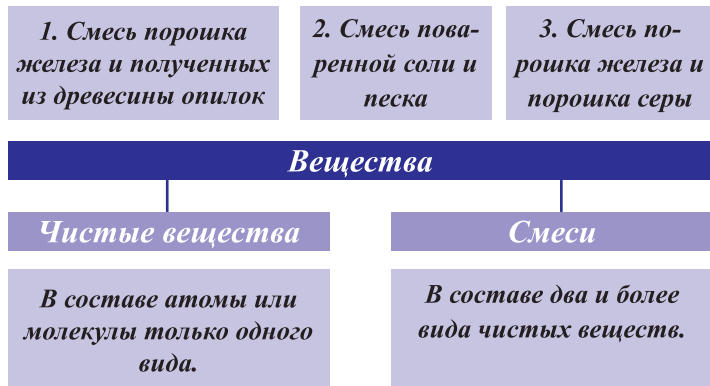 1. Смесь порошка
железа и полученных
из древесины опилок
2. Смесь пова-
ренной соли и
песка
3. Смесь по-
рошка железа и
порошка серы
Вещества
Чистые вещества
Смеси
В составе атомы или
молекулы только одного
вида.
В составе два и более
вида чистых веществ.